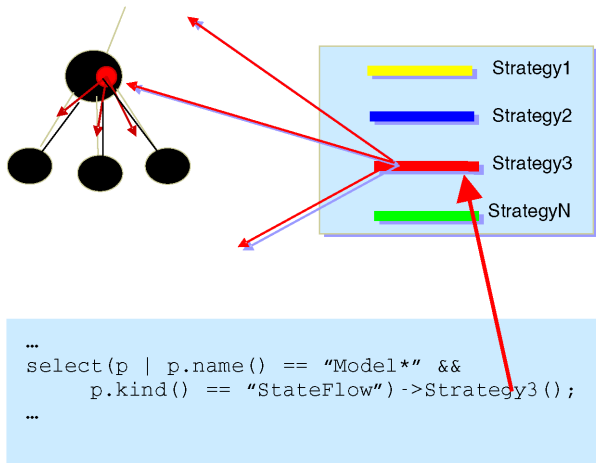 Strategy1
Strategy2
Strategy3
StrategyN
…
select(p | p.name() == “Model*” &&
p.kind() == “StateFlow”)->Strategy3();
…